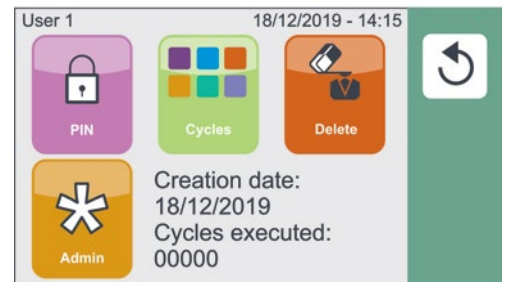 User 1
18/12/2019 - 14:15
PIN
Cycles
Delete
Admin
Creation date:
18/12/2019
Cycles executed:
00000